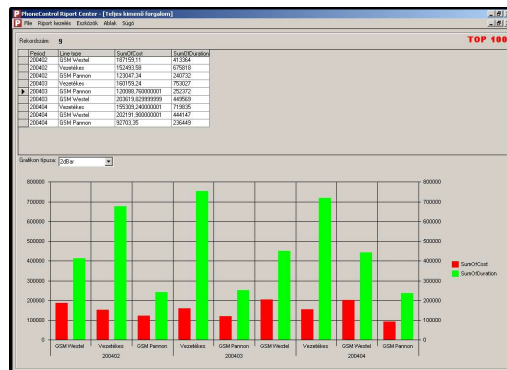 PhoneControl Riport Center - [Teljes kimenő forgalom]
File Riport kezelés Eszközök Ablak Súgó
Rekordszám: 9
TOP 100
Period Line type SumOfCost SumOfDuration
200402 GSM Westel 187159,11 413364
200402 Vezetékes 152493,58 675818
200402 GSM Pannon 123047,34 240732
200403 Vezetékes 160159,24 753027
200403 GSM Pannon 120088,760000001 252372
200403 GSM Westel 203619,829999999 449569
200404 Vezetékes 155309,240000001 719835
200404 GSM Westel 202191,900000001 444147
200404 GSM Pannon 92703,35 236449
Grafikon típusa: 2dBar
800000 800000
700000 700000
600000 600000
500000 500000
400000 400000
300000 300000
200000 200000
100000 100000
0 0
SumOfCost
SumOfDuration
GSM Westel Vezetékes GSM Pannon Vezetékes GSM Pannon GSM Westel Vezetékes GSM Westel GSM Pannon
200402 200403 200404